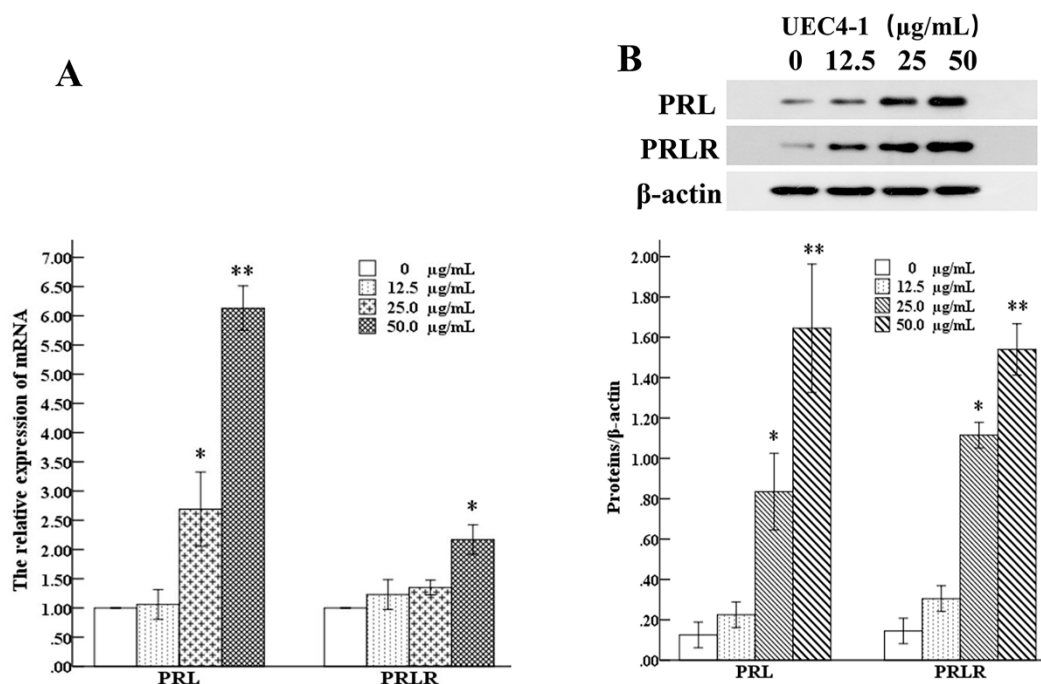 A
The relative expression of mRNA
7.00
6.50
6.00
5.50
5.00
4.50
4.00
3.50
3.00
2.50
2.00
1.50
1.00
.50
.00
0 µg/mL
12.5 µg/mL
25.0 µg/mL
50.0 µg/mL
*
**
*
PRL
PRLR
B
UEC4-1 (µg/mL)
0 12.5 25 50
PRL
PRLR
β-actin
Proteins/β-actin
2.00
1.80
1.60
1.40
1.20
1.00
.80
.60
.40
.20
.00
0 µg/mL
12.5 µg/mL
25.0 µg/mL
50.0 µg/mL
*
**
*
**
PRL
PRLR